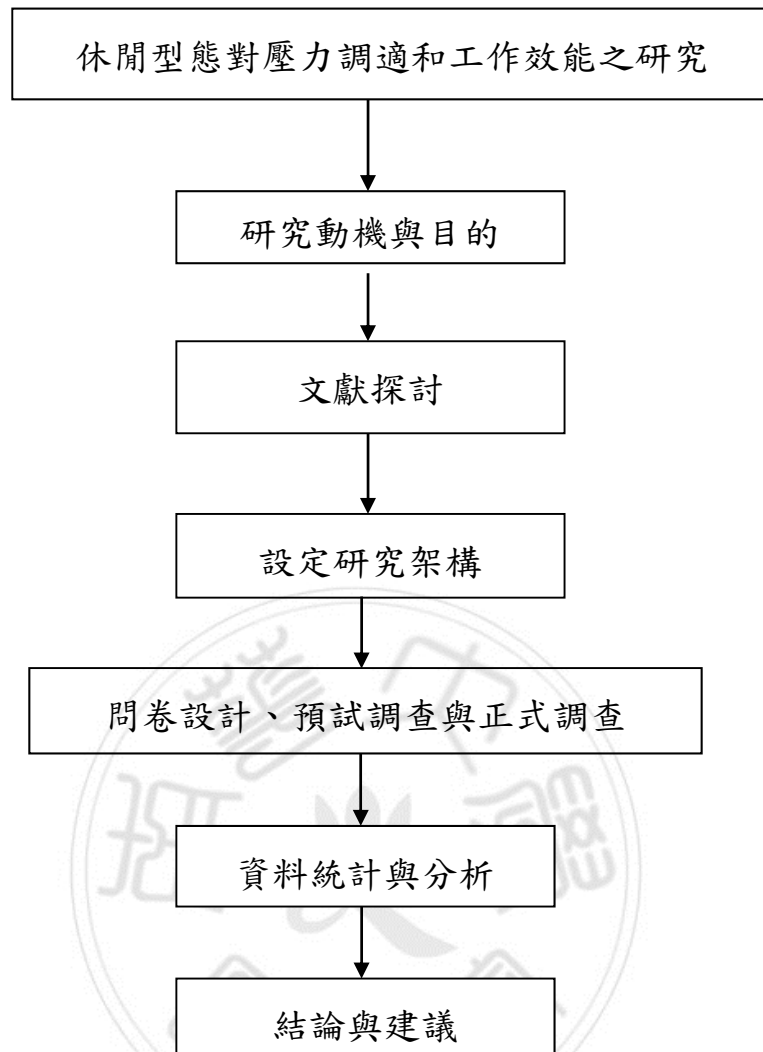 休閒型態對壓力調適和工作效能之研究
研究動機與目的
文獻探討
設定研究架構
問卷設計、預試調查與正式調查
資料統計與分析
結論與建議